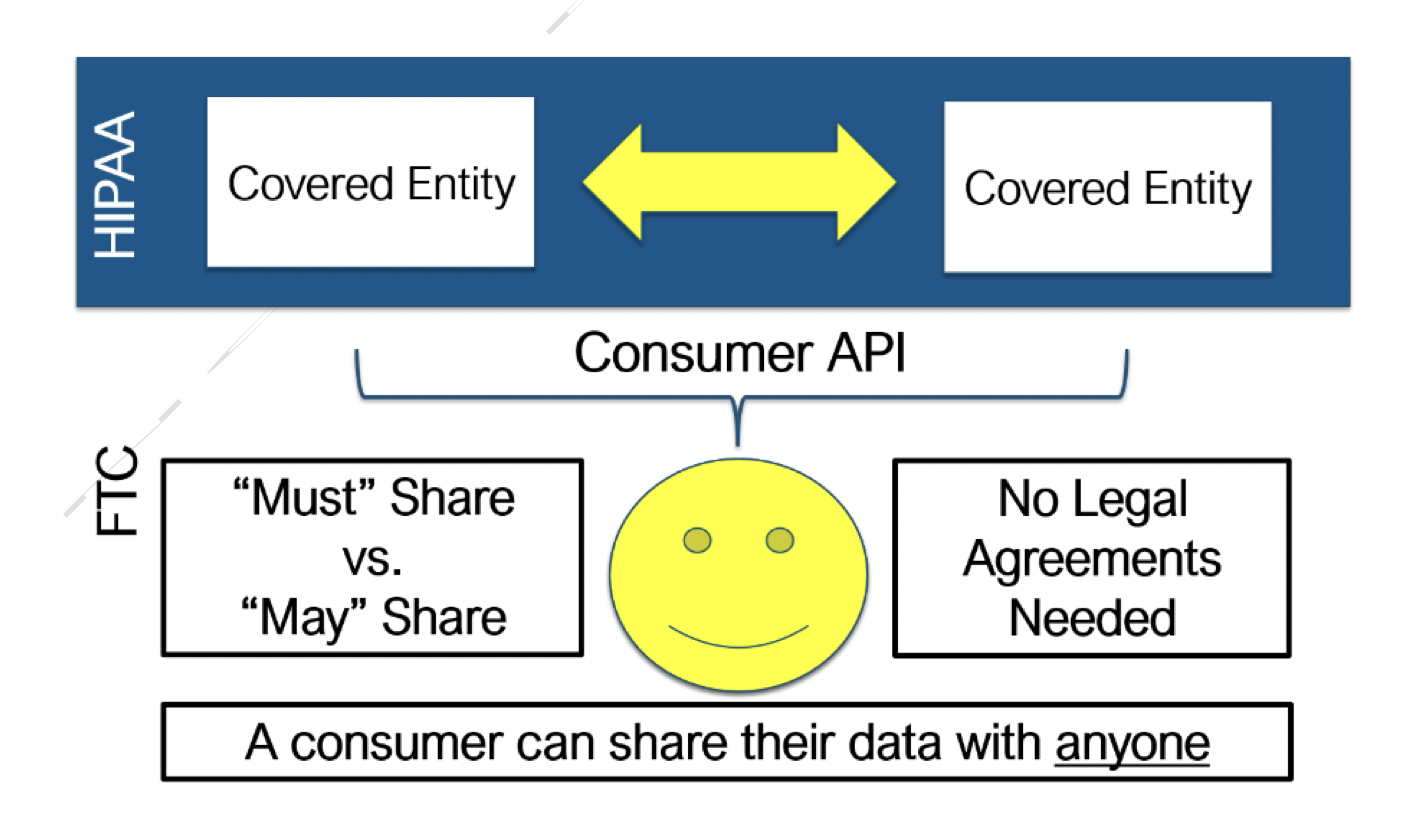 HIPAA
Covered Entity
Covered Entity
Consumer API
FTC
“Must” Share
vs.
“May” Share
No Legal
Agreements
Needed
A consumer can share their data with anyone